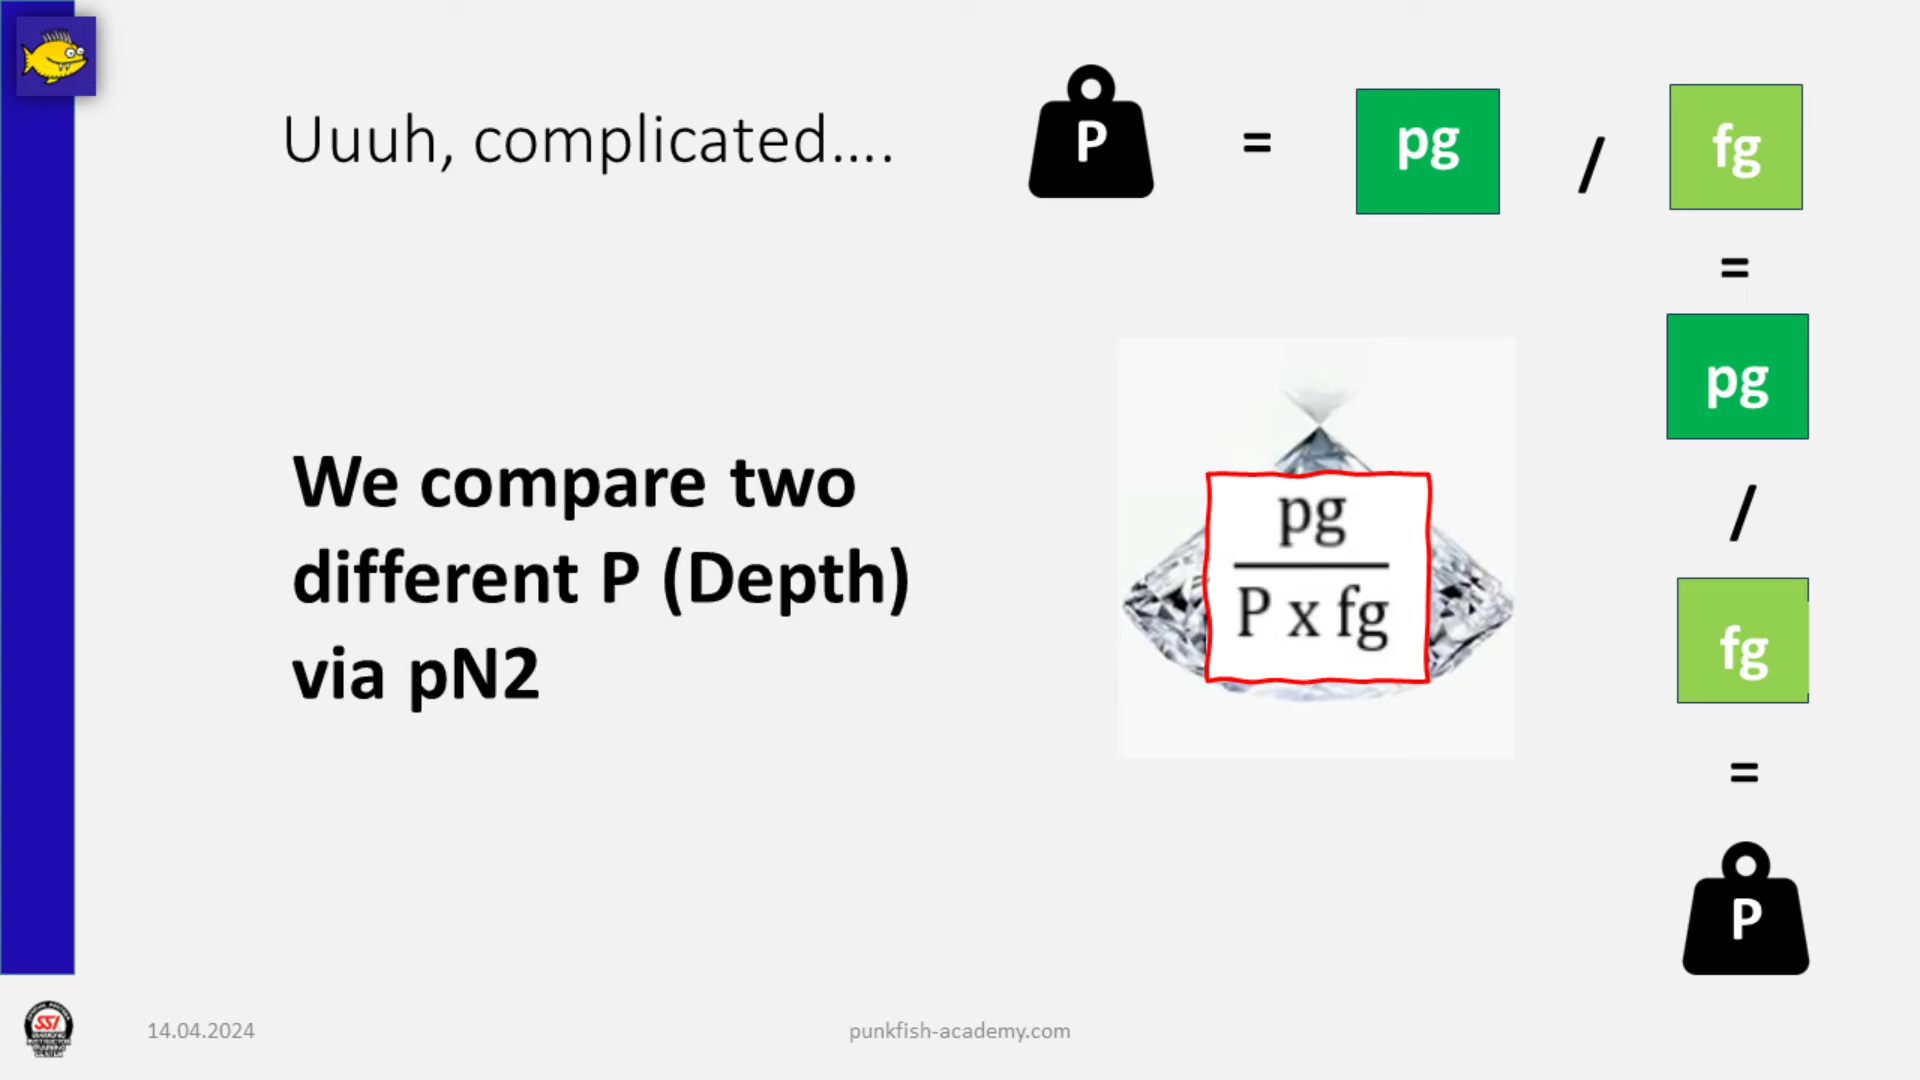 Uuuh, complicated....
P = pg / fg
=
pg
/
fg
=
P
We compare two
different P (Depth)
via pN2
pg
P x fg
SSI
14.04.2024
punkfish-academy.com